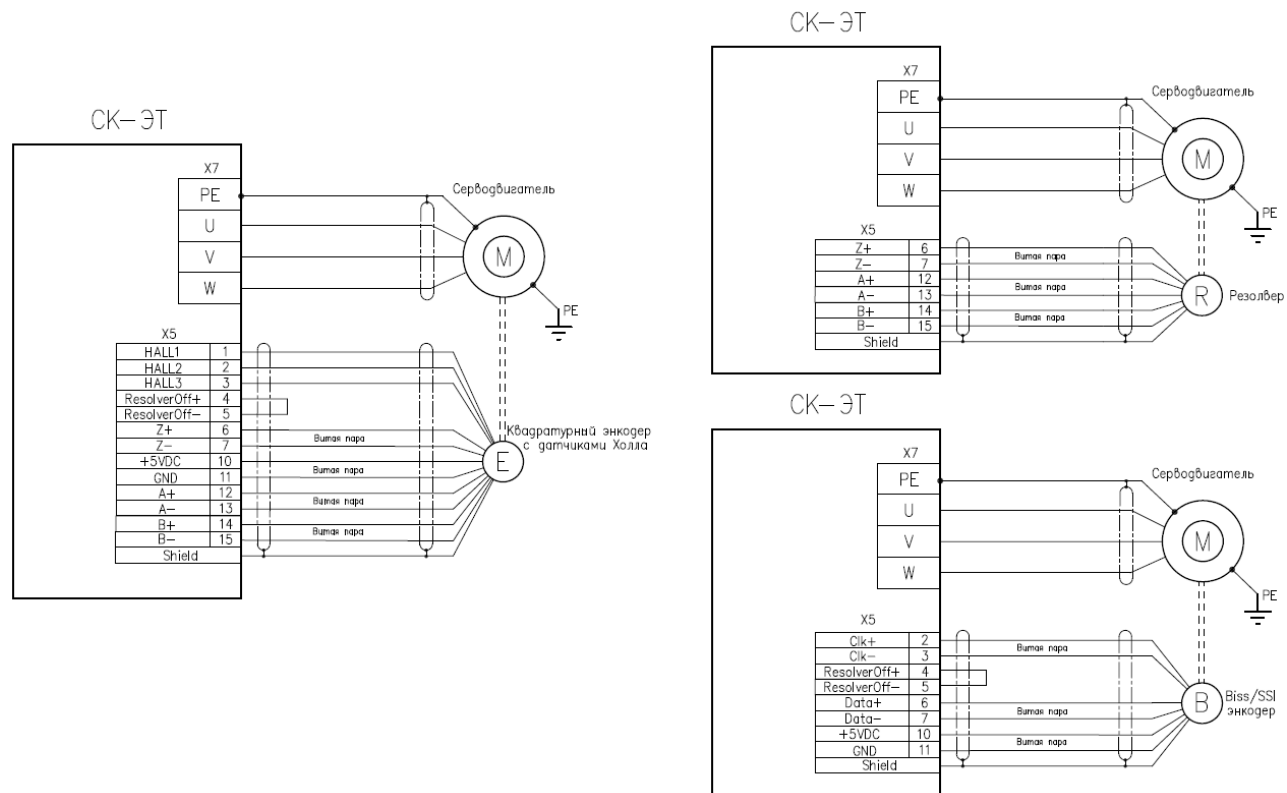 СК-ЭТ
X7
PE
U
V
W
Серводвигатель
M
PE
X5
HALL1 1
HALL2 2
HALL3 3
ResolverOff+ 4
ResolverOff- 5
Z+ 6
Z- 7
+5VDC 10
GND 11
A+ 12
A- 13
B+ 14
B- 15
Shield
Витая пара
Витая пара
Витая пара
Витая пара
E
Квадратурный энкодер
с датчиками Холла
СК-ЭТ
X7
PE
U
V
W
Серводвигатель
M
PE
X5
Z+ 6
Z- 7
A+ 12
A- 13
B+ 14
B- 15
Shield
Витая пара
Витая пара
Витая пара
R
Резолвер
СК-ЭТ
X7
PE
U
V
W
Серводвигатель
M
PE
X5
Clk+ 2
Clk- 3
ResolverOff+ 4
ResolverOff- 5
Data+ 6
Data- 7
+5VDC 10
GND 11
Shield
Витая пара
Витая пара
Витая пара
B
Biss/SSI
энкодер